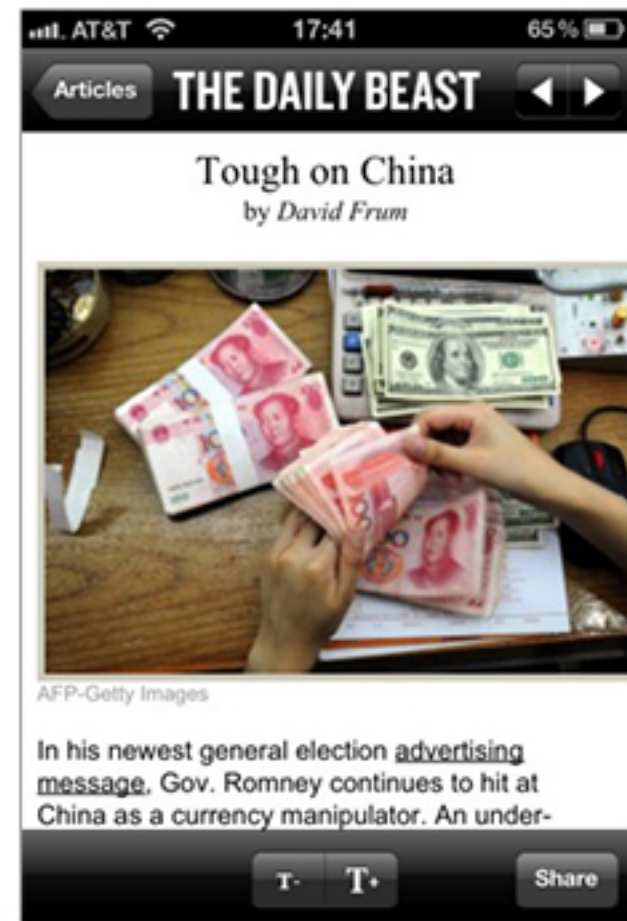 AT&T 17:41 65%
Articles THE DAILY BEAST
Tough on China
by David Frum
100
AFP-Getty Images
In his newest general election advertising
message, Gov. Romney continues to hit at
China as a currency manipulator. An under-
T- T+ Share